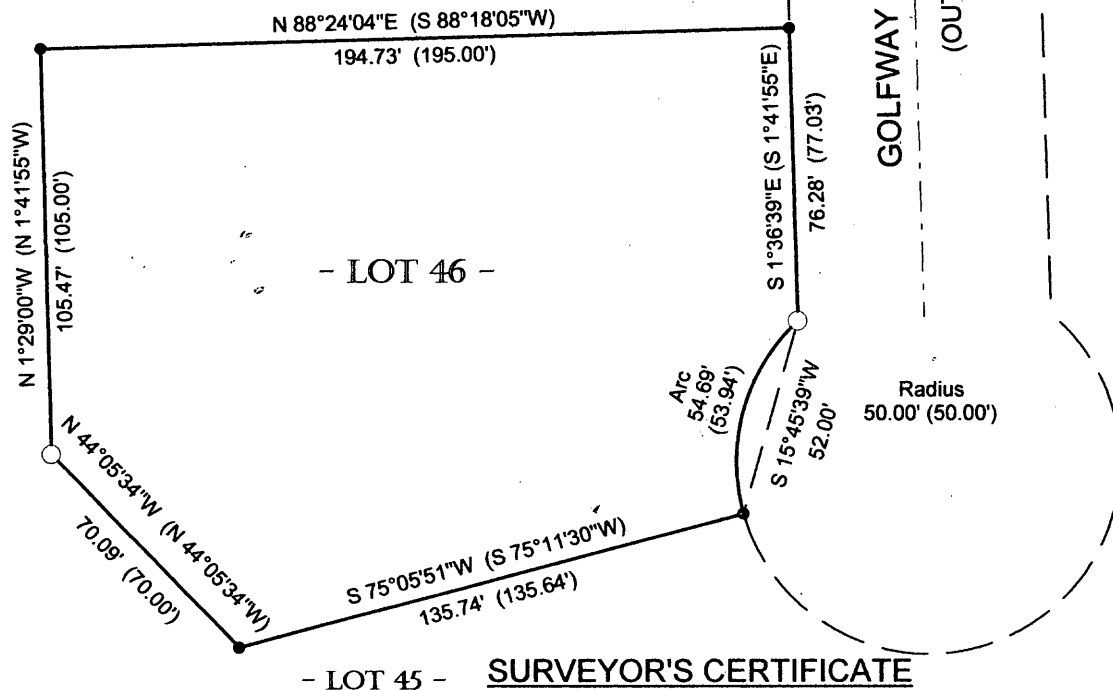 N 88°24'04"E (S 88°18'05"W)
194.73' (195.00')
GOLFWAY
(OU
S 1°36'39"E (S 1°41'55"E)
76.28' (77.03')
N 1°29'00"W (N 1°41'55"W)
105.47' (105.00')
- LOT 46 -
Arc
54.69'
(53.94')
S 15°45'39"W
52.00'
Radius
50.00' (50.00')
N 44°05'34"W (N 44°05'34"W)
70.09' (70.00')
S 75°05'51"W (S 75°11'30"W)
135.74' (135.64')
- LOT 45 -
SURVEYOR'S CERTIFICATE